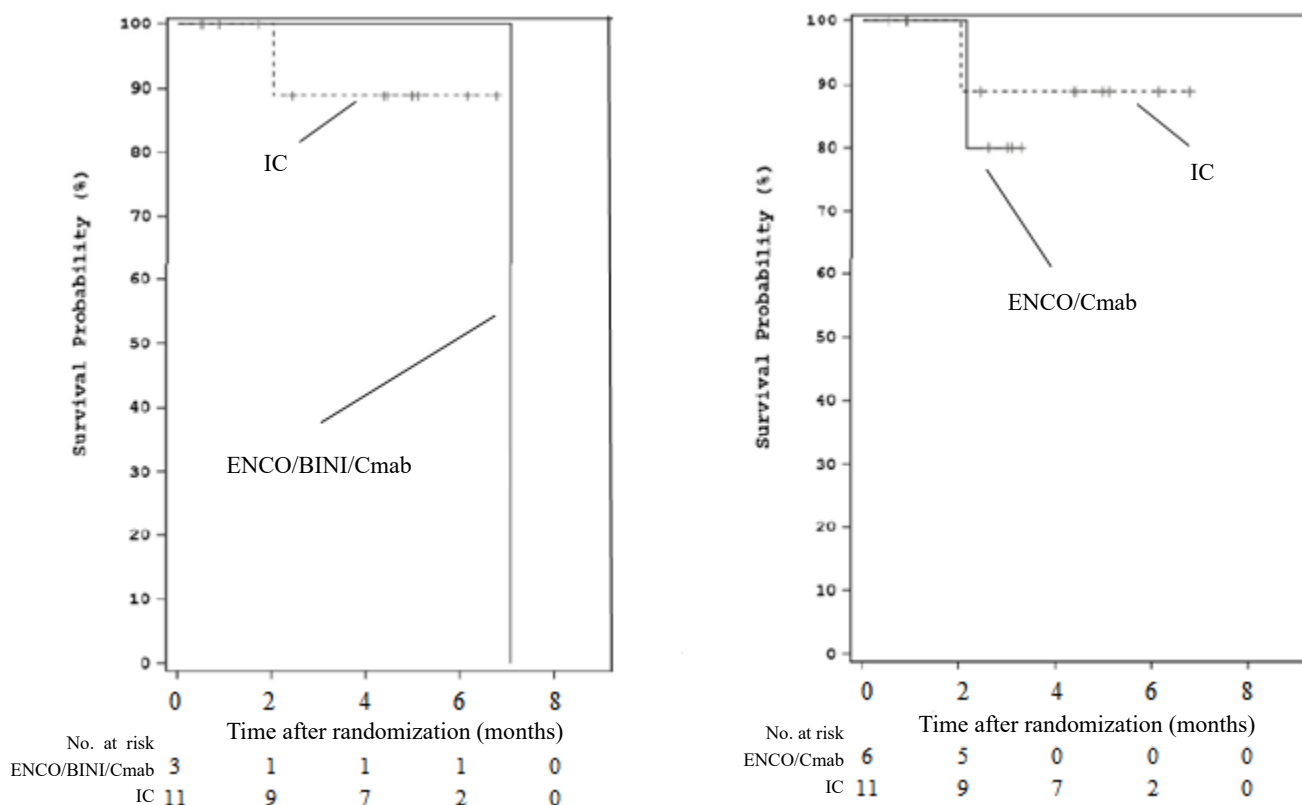 100
90
80
70
60
50
40
30
20
10
0
Survival Probability (%)
IC
ENCO/BINI/Cmab
0 2 4 6 8
Time after randomization (months)
No. at risk
ENCO/BINI/Cmab 3 1 1 1 0
IC 11 9 7 2 0
100
90
80
70
60
50
40
30
20
10
0
Survival Probability (%)
IC
ENCO/Cmab
0 2 4 6 8
Time after randomization (months)
No. at risk
ENCO/Cmab 6 5 0 0 0
IC 11 9 7 2 0